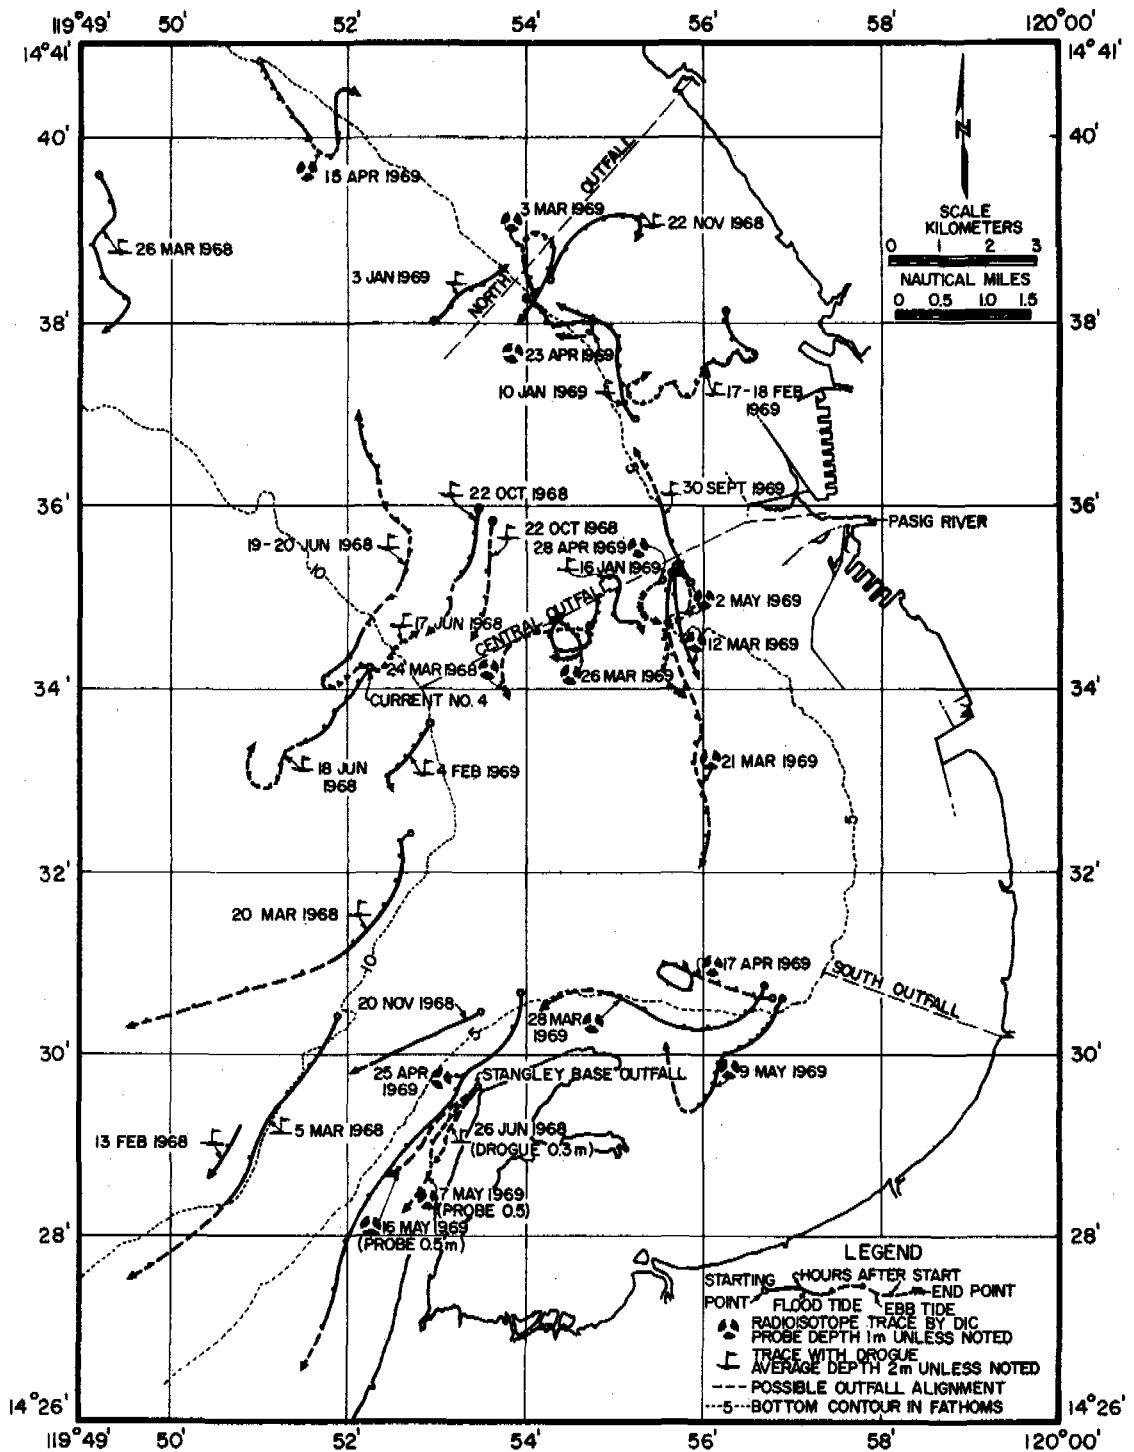 119°49' 50' 52' 54' 56' 58' 120°00'
14°41' 14°41'
40' 40'
N
OUTFALL
15 APR 1969
3 MAR 1969
22 NOV 1968
SCALE
KILOMETERS
0 1 2 3
26 MAR 1968
3 JAN 1969
NORTH
NAUTICAL MILES
0 0.5 1.0 1.5
38' 38'
23 APR 1969
10 JAN 1969
17-18 FEB
1969
5
36' 36'
22 OCT 1968
30 SEPT 1969
PASIG RIVER
22 OCT 1968
19-20 JUN 1968
28 APR 1969
16 JAN 1969
10
2 MAY 1969
17 JUN 1968
CENTRAL OUTFALL
12 MAR 1969
24 MAR 1968
26 MAR 1969
34' 34'
CURRENT NO. 4
21 MAR 1969
18 JUN
1968
4 FEB 1969
5
32' 32'
20 MAR 1968
10
17 APR 1969
SOUTH OUTFALL
20 NOV 1968
28 MAR
1969
5
30' 30'
25 APR
1969
STANGLEY BASE OUTFALL
9 MAY 1969
13 FEB 1968
5 MAR 1968
26 JUN 1968
(DROGUE 0.3m)
7 MAY 1969
(PROBE 0.5)
16 MAY 1969
(PROBE 0.5m)
28' 28'
LEGEND
STARTING
POINT
HOURS AFTER START
END POINT
FLOOD TIDE EBB TIDE
RADIOISOTOPE TRACE BY DIC
PROBE DEPTH 1m UNLESS NOTED
TRACE WITH DROGUE
AVERAGE DEPTH 2m UNLESS NOTED
POSSIBLE OUTFALL ALIGNMENT
5 BOTTOM CONTOUR IN FATHOMS
14°26' 14°26'
119°49' 50' 52' 54' 56' 58' 120°00'